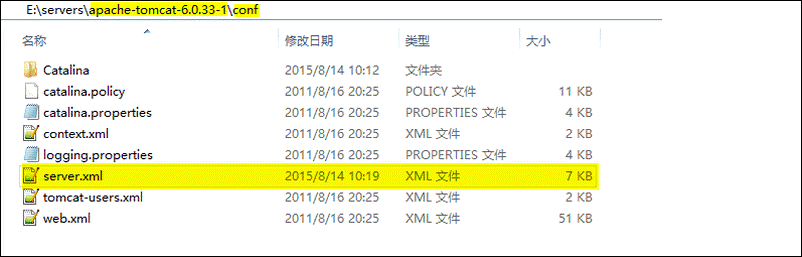 E:\servers\apache-tomcat-6.0.33-1\conf
名称 修改日期 类型 大小
Catalina 2015/8/14 10:12 文件夹
catalina.policy 2011/8/16 20:25 POLICY 文件 11 KB
catalina.properties 2011/8/16 20:25 PROPERTIES 文件 4 KB
context.xml 2011/8/16 20:25 XML 文件 2 KB
logging.properties 2011/8/16 20:25 PROPERTIES 文件 4 KB
server.xml 2015/8/14 10:19 XML 文件 7 KB
tomcat-users.xml 2011/8/16 20:25 XML 文件 2 KB
web.xml 2011/8/16 20:25 XML 文件 51 KB